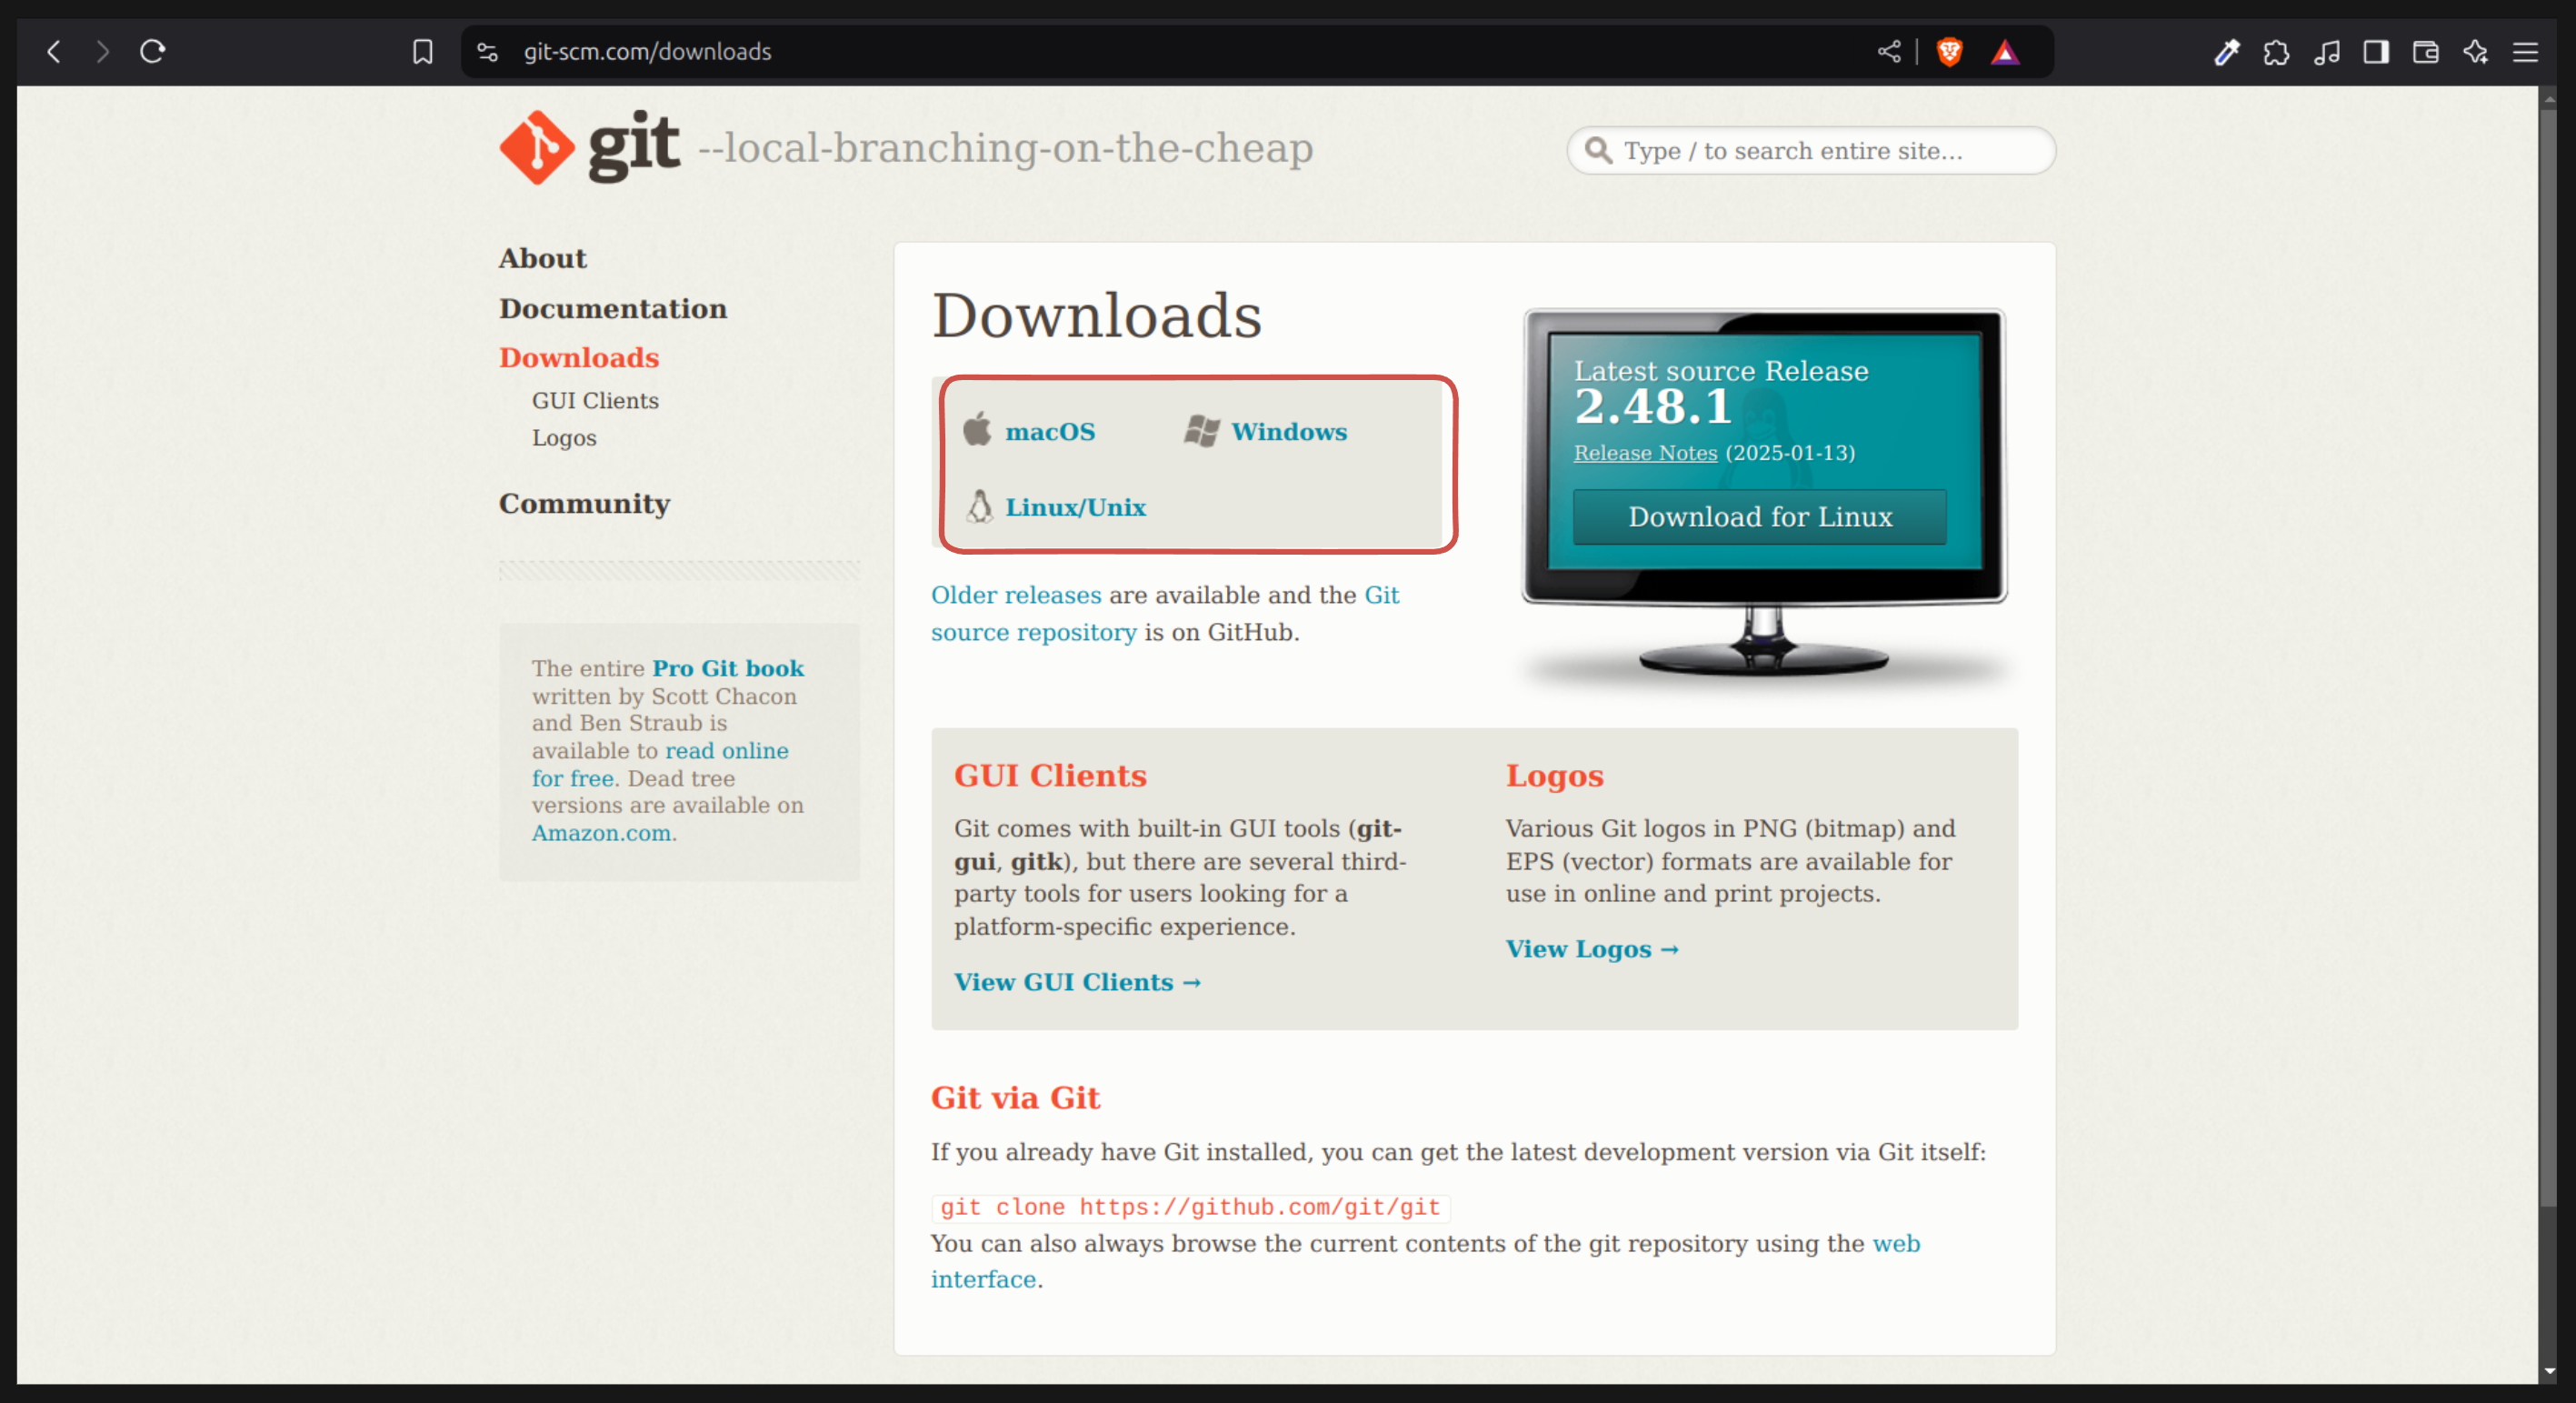 git-scm.com/downloads
git --local-branching-on-the-cheap
Type / to search entire site...
About
Documentation
Downloads
GUI Clients
Logos
Community
The entire Pro Git book
written by Scott Chacon
and Ben Straub is
available to read online
for free. Dead tree
versions are available on
Amazon.com.
Downloads
macOS
Windows
Linux/Unix
Older releases are available and the Git
source repository is on GitHub.
Latest source Release
2.48.1
Release Notes (2025-01-13)
Download for Linux
GUI Clients
Git comes with built-in GUI tools (git-
gui, gitk), but there are several third-
party tools for users looking for a
platform-specific experience.
View GUI Clients →
Logos
Various Git logos in PNG (bitmap) and
EPS (vector) formats are available for
use in online and print projects.
View Logos →
Git via Git
If you already have Git installed, you can get the latest development version via Git itself:
git clone https://github.com/git/git
You can also always browse the current contents of the git repository using the web
interface.